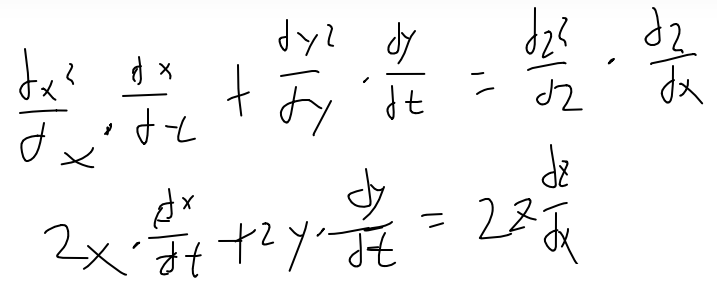 \frac{dx^2}{dx} \cdot \frac{dx}{dt} + \frac{dy^2}{dy} \cdot \frac{dy}{dt} = \frac{dz^2}{dz} \cdot \frac{dz}{dx}
2x \cdot \frac{dx}{dt} + 2y \cdot \frac{dy}{dt} = 2z \frac{dz}{dx}